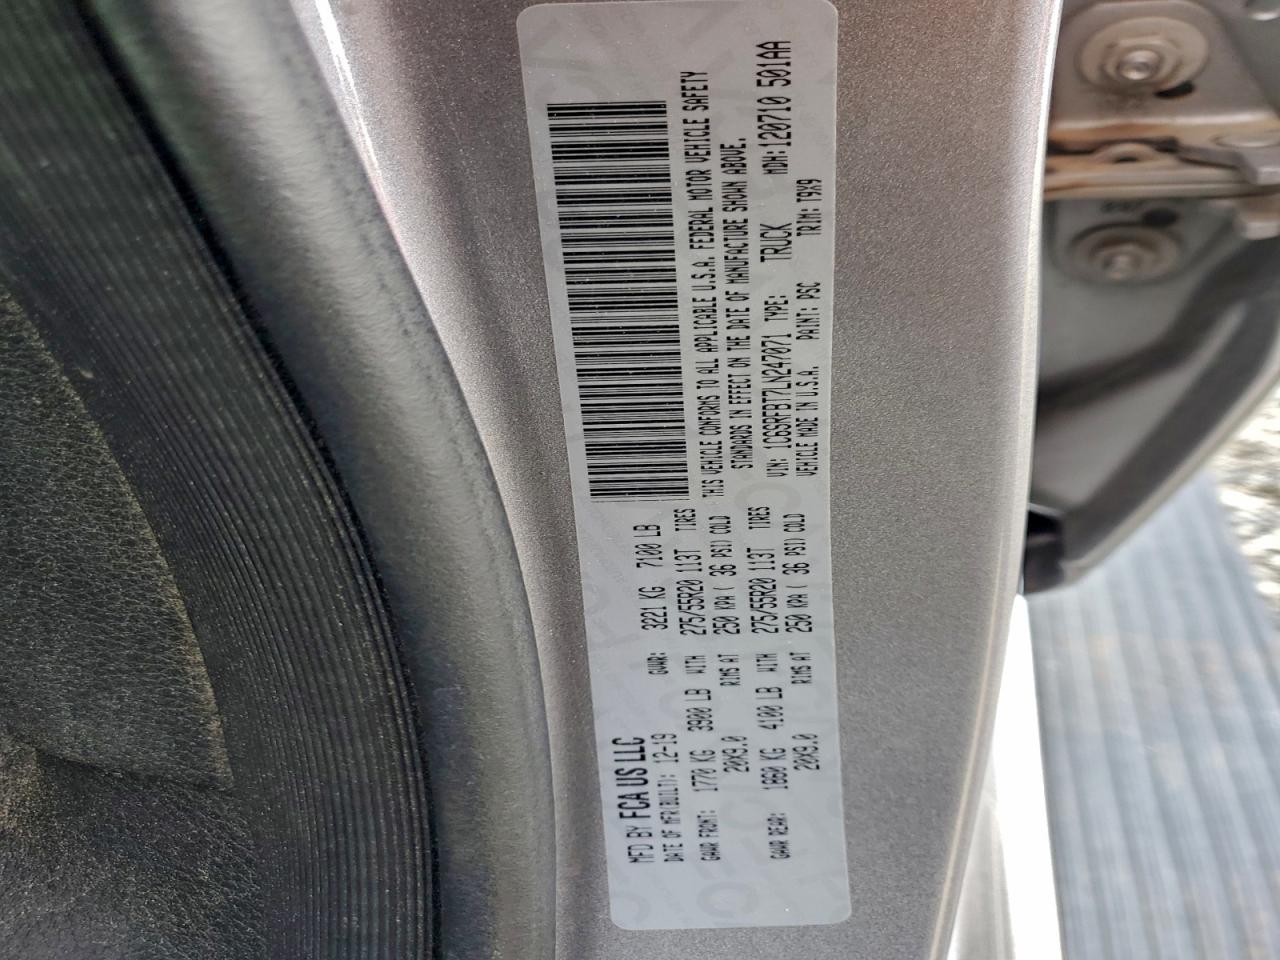 MFD BY FCA US LLC
DATE OF MFR(BUILT): 12-19 GVWR: 3221 KG 7100 LB
GAWR FRONT: 1770 KG 3900 LB WITH 275/55R20 113T TIRES
20X9.0 RIMS AT 250 KPA ( 36 PSI) COLD
GAWR REAR: 1860 KG 4100 LB WITH 275/55R20 113T TIRES
20X9.0 RIMS AT 250 KPA ( 36 PSI) COLD
THIS VEHICLE CONFORMS TO ALL APPLICABLE U.S.A. FEDERAL MOTOR VEHICLE SAFETY
STANDARDS IN EFFECT ON THE DATE OF MANUFACTURE SHOWN ABOVE.
VIN: 1C6SRFBT7LN247071 TYPE: TRUCK MDH: 120710 501AA
VEHICLE MADE IN U.S.A. PAINT: PSC TRIM: T9X9